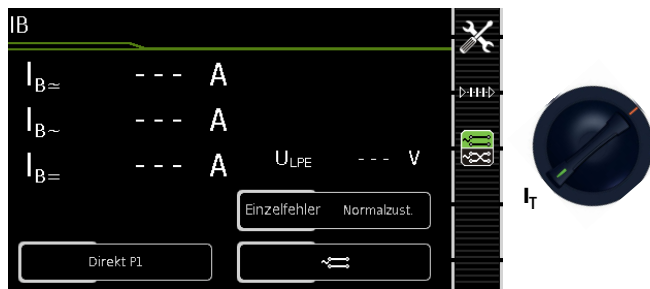 IB
IB≃ --- A
IB~ --- A
IB= --- A
ULPE --- V
Einzelfehler Normalzust.
Direkt P1
IT